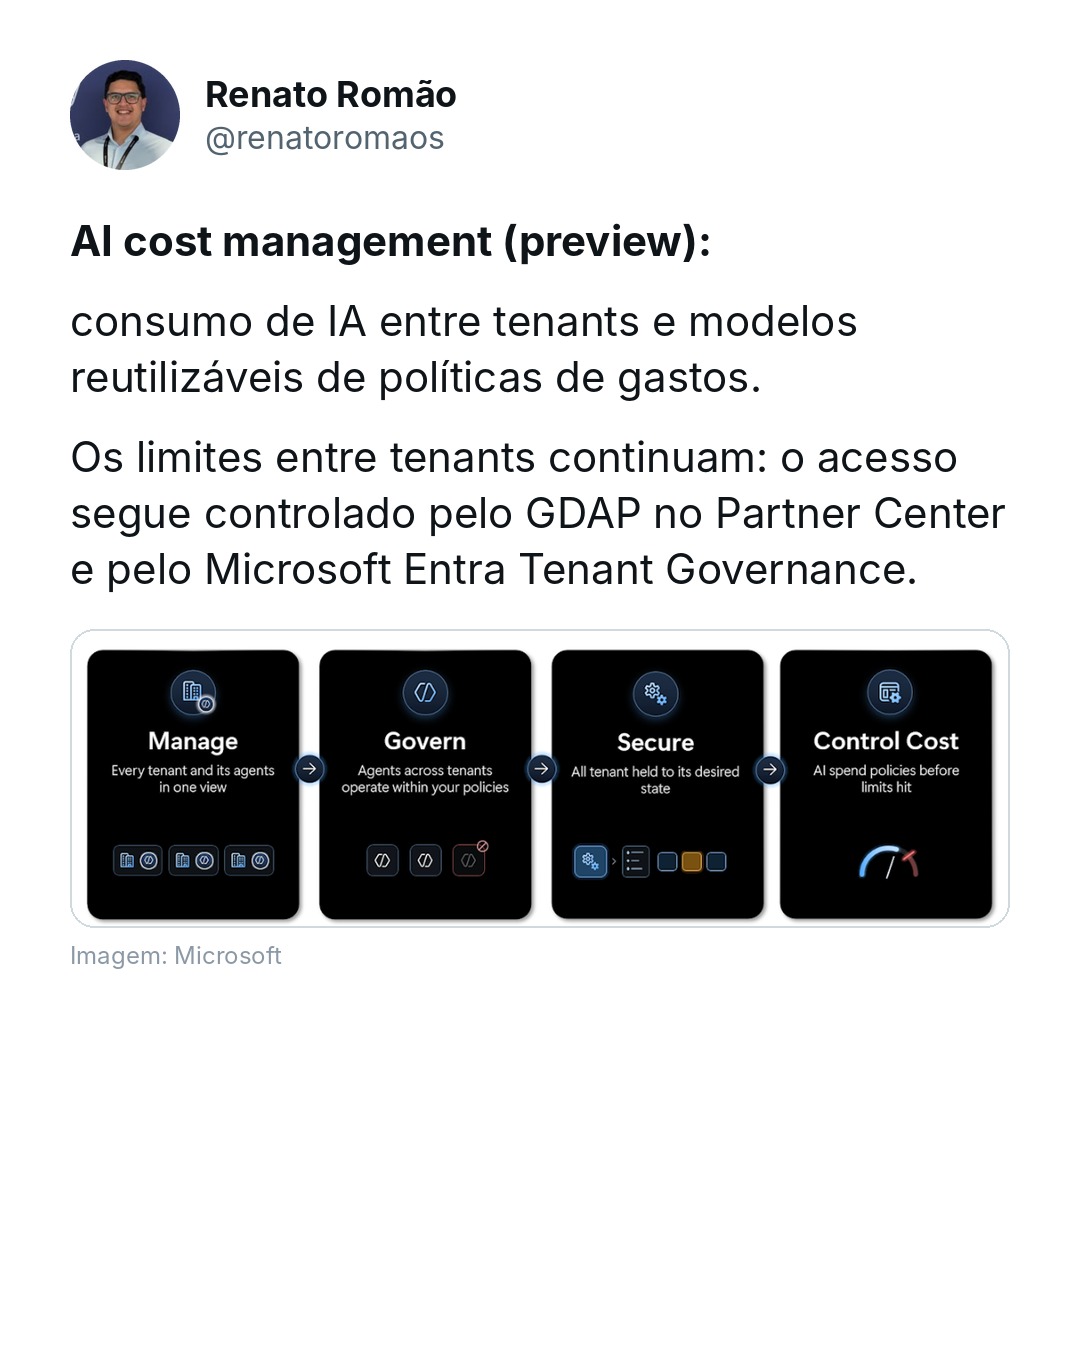 Renato Romão
@renatoromaos
AI cost management (preview):
consumo de IA entre tenants e modelos
reutilizáveis de políticas de gastos.
Os limites entre tenants continuam: o acesso
segue controlado pelo GDAP no Partner Center
e pelo Microsoft Entra Tenant Governance.
Manage
Every tenant and its agents
in one view
Govern
Agents across tenants
operate within your policies
Secure
All tenant held to its desired
state
Control Cost
AI spend policies before
limits hit
Imagem: Microsoft